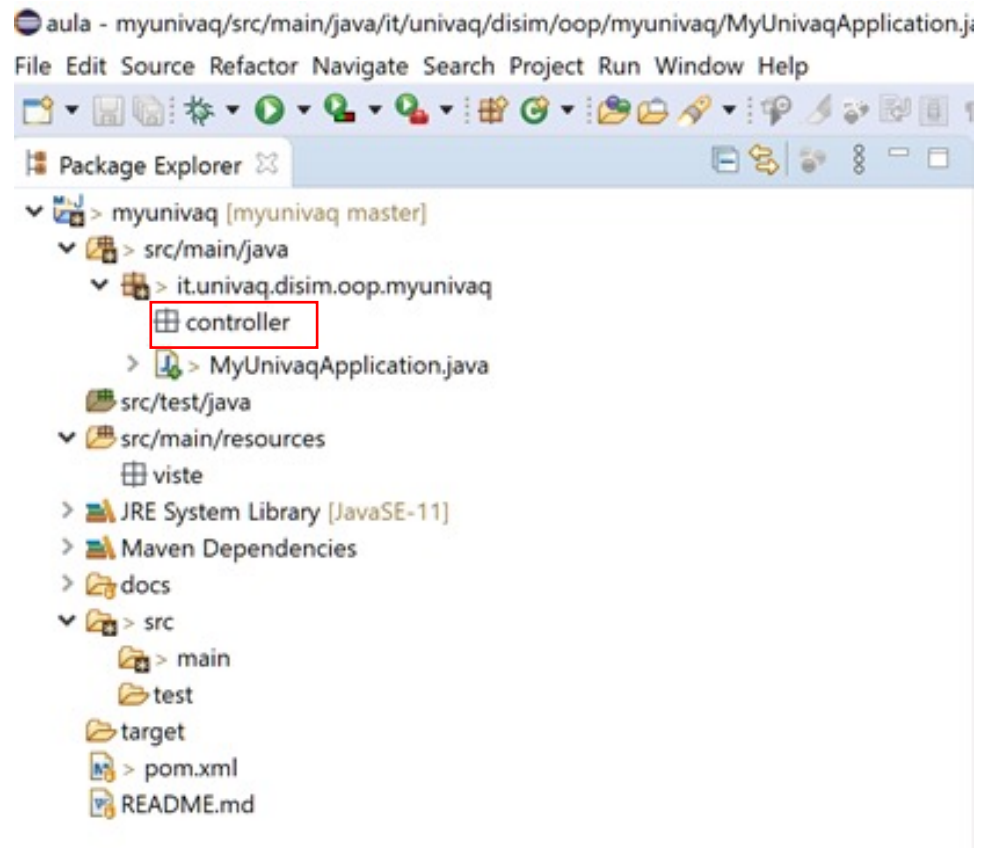 aula - myunivaq/src/main/java/it/univaq/disim/oop/myunivaq/MyUnivaqApplication.ja
File Edit Source Refactor Navigate Search Project Run Window Help
Package Explorer
> myunivaq [myunivaq master]
> src/main/java
> it.univaq.disim.oop.myunivaq
controller
> MyUnivaqApplication.java
src/test/java
src/main/resources
viste
JRE System Library [JavaSE-11]
Maven Dependencies
docs
> src
> main
test
target
> pom.xml
README.md